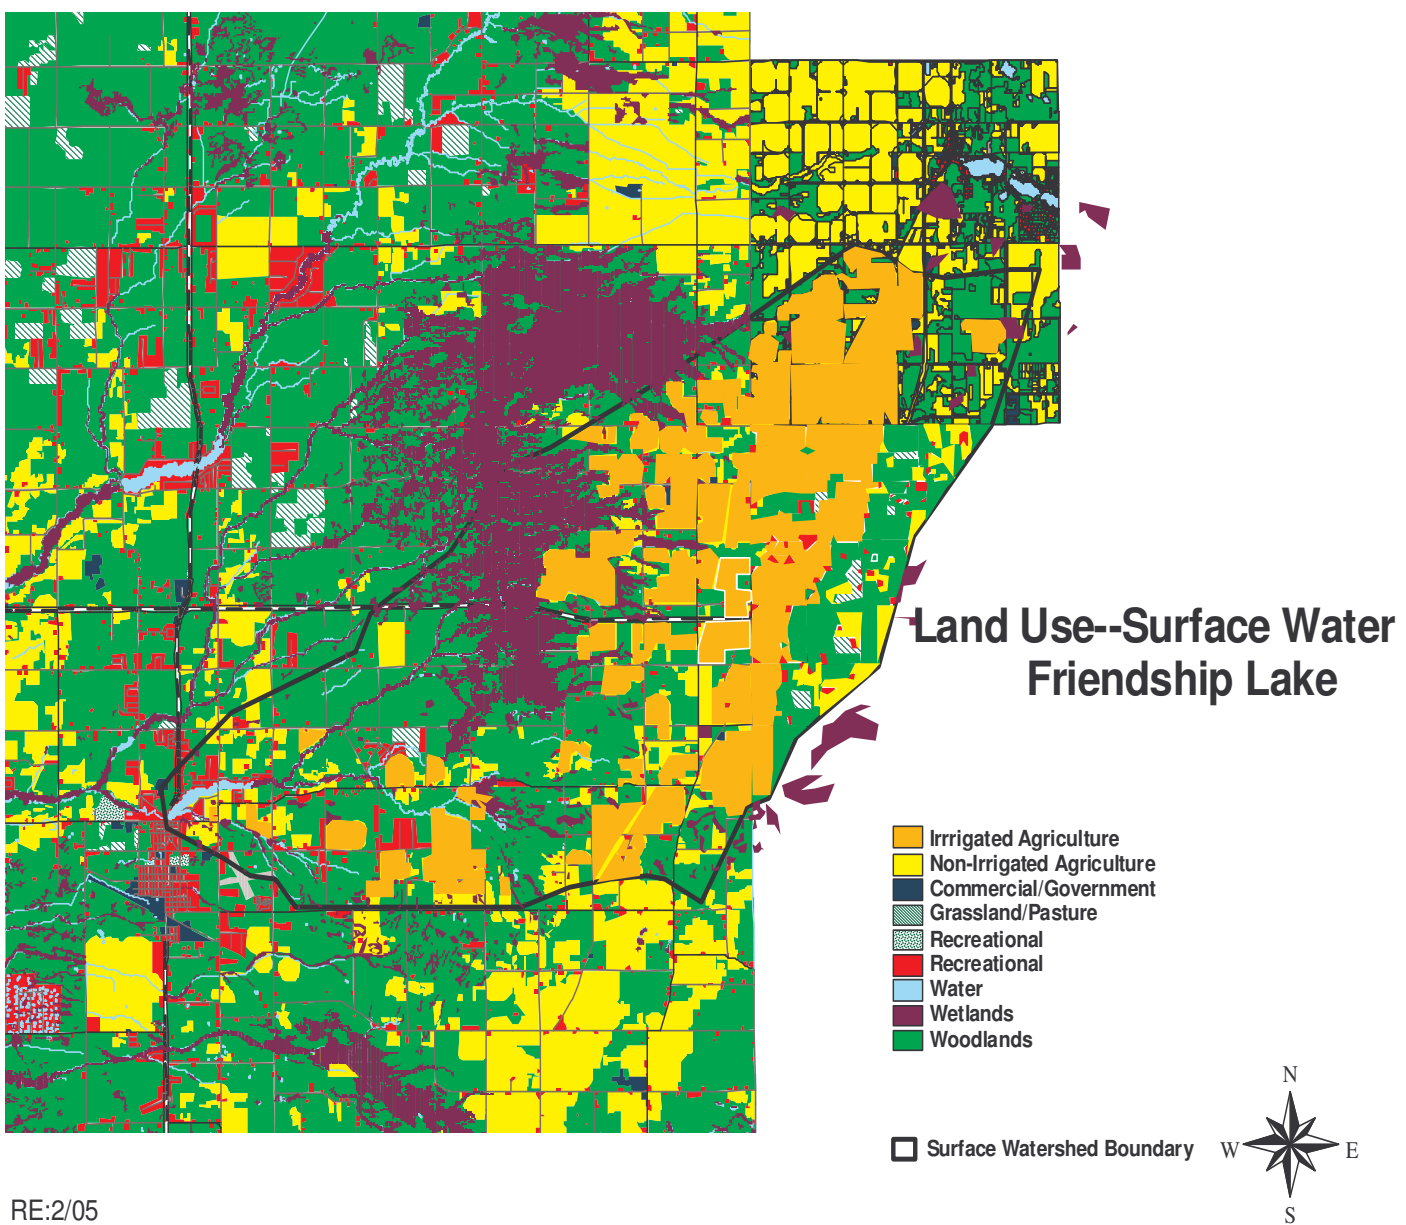 Land Use--Surface Water
Friendship Lake
Irrrigated Agriculture
Non-Irrigated Agriculture
Commercial/Government
Grassland/Pasture
Recreational
Recreational
Water
Wetlands
Woodlands
Surface Watershed Boundary
N
W
E
S
RE:2/05